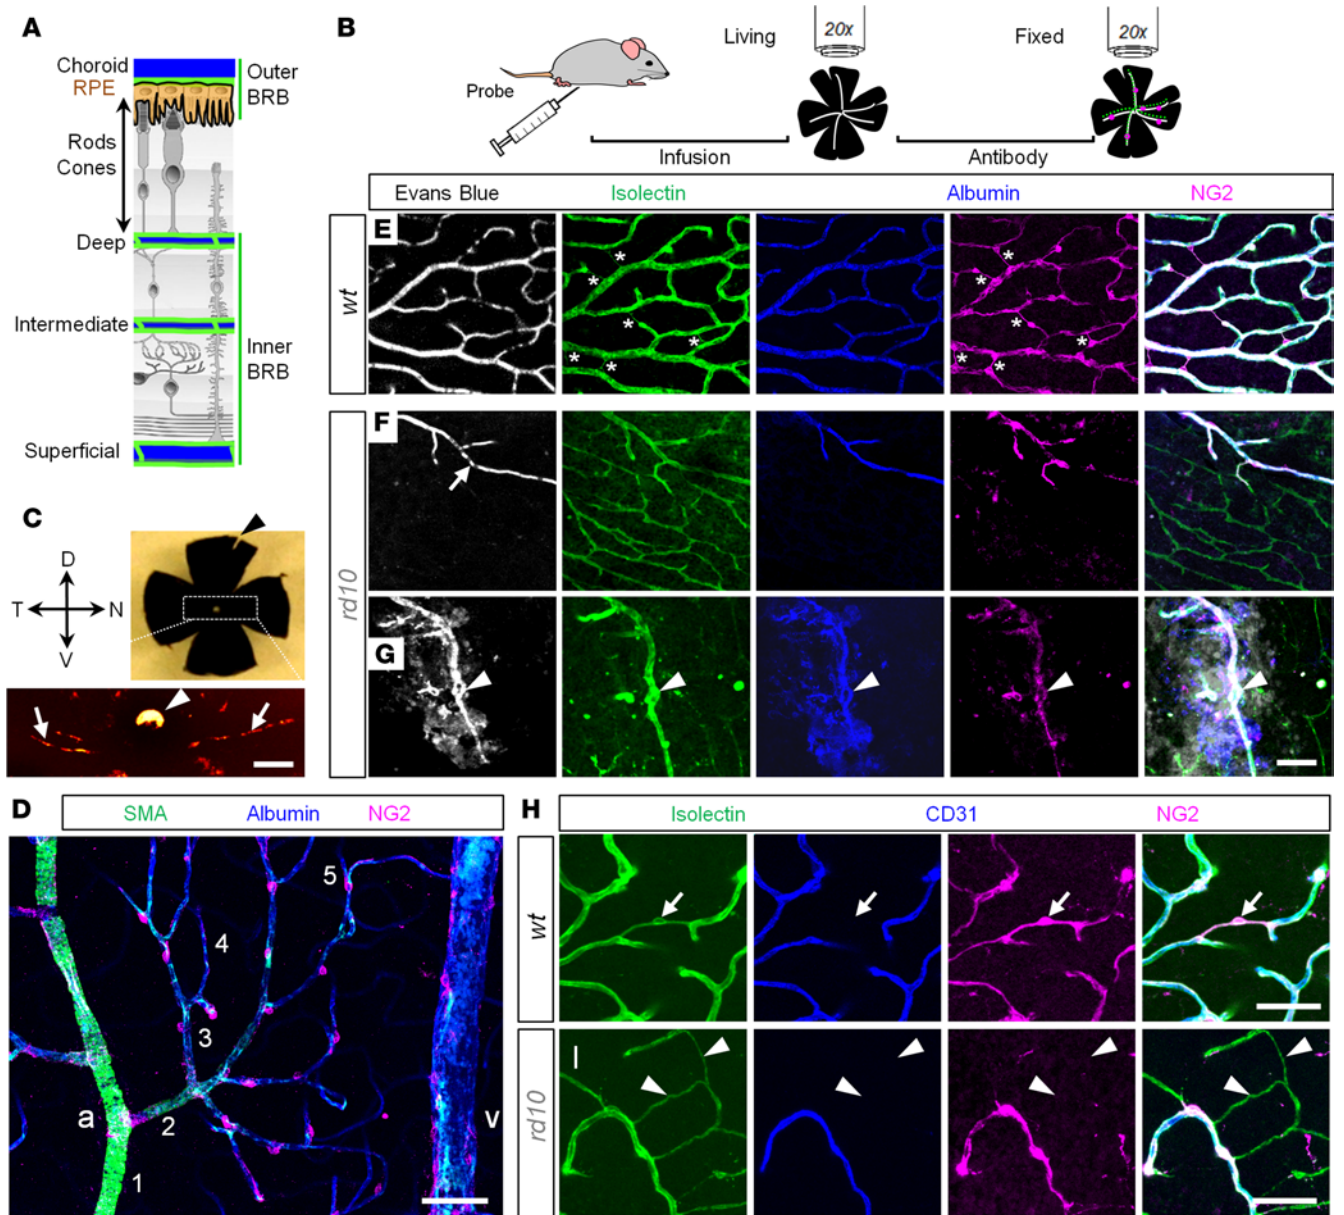 A
Choroid
RPE
Outer
BRB
Rods
Cones
Deep
Intermediate
Inner
BRB
Superficial
B
Probe
Living
20x
Fixed
20x
Infusion
Antibody
C
D
T
N
V
Evans Blue
Isolectin
Albumin
NG2
wt
E
* * * * * *
* * * * * * *
rd10
F
G
D
SMA
Albumin
NG2
a
1
2
3
4
5
v
H
Isolectin
CD31
NG2
wt
rd10
I